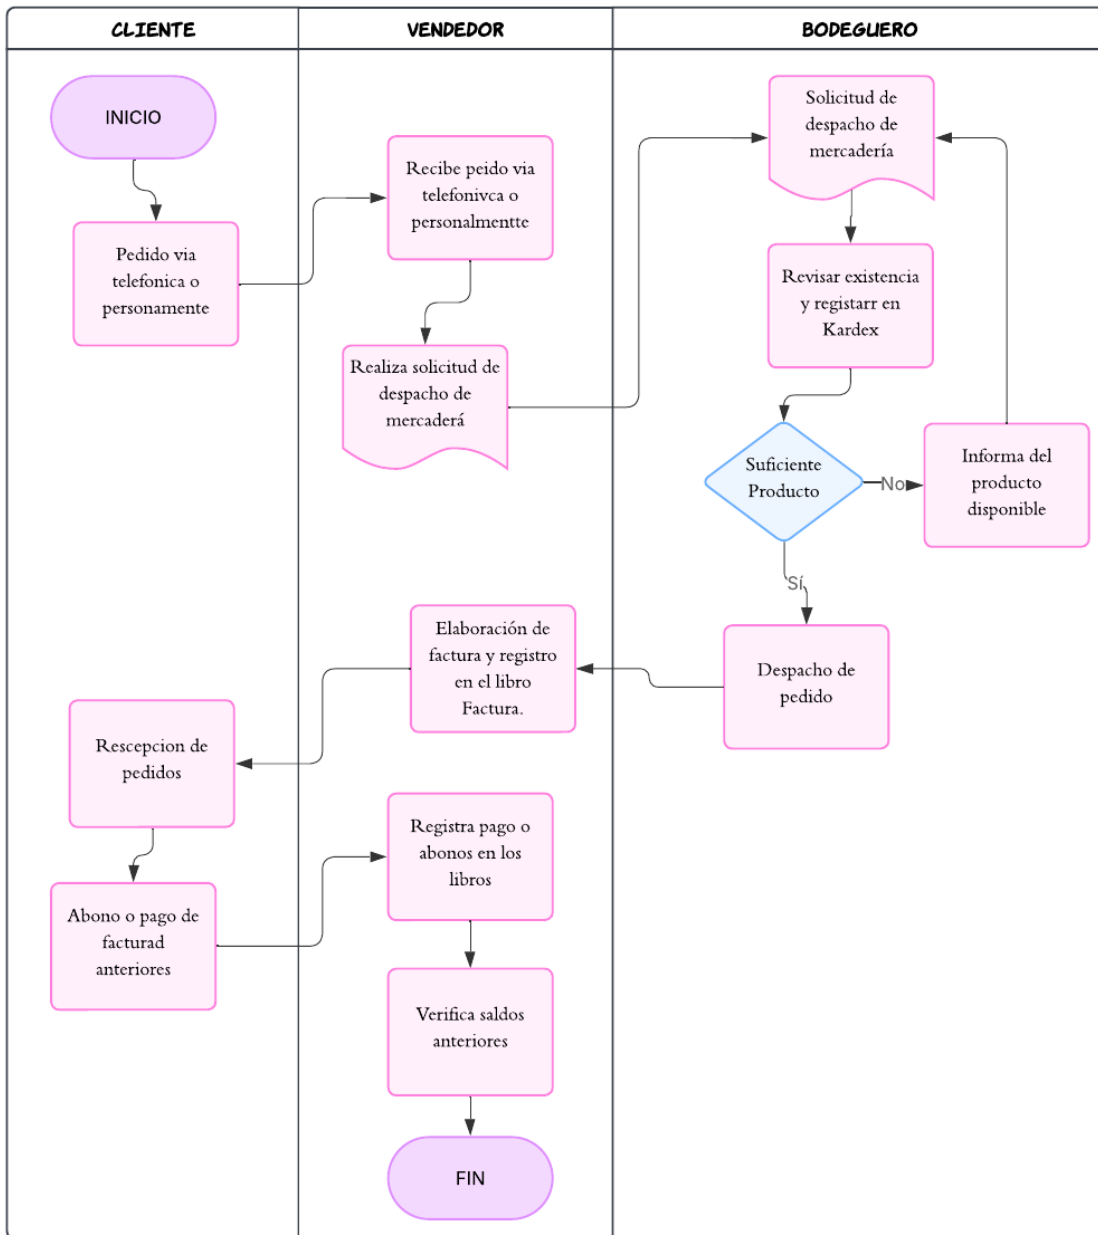 CLIENTE
VENDEDOR
BODEGUERO
INICIO
Pedido via
telefonica o
personamente
Recibe peido via
telefonivca o
personalmentte
Realiza solicitud de
despacho de
mercaderá
Solicitud de
despacho de
mercadería
Revisar existencia
y registarr en
Kardex
Suficiente
Producto
No
Informa del
producto
disponible
Sí
Despacho de
pedido
Elaboración de
factura y registro
en el libro
Factura.
Rescepcion de
pedidos
Abono o pago de
facturad
anteriores
Registra pago o
abonos en los
libros
Verifica saldos
anteriores
FIN